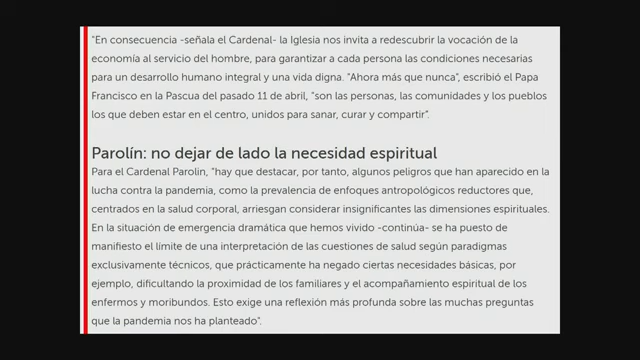 "En consecuencia -señala el Cardenal- la Iglesia nos invita a redescubrir la vocación de la
economía al servicio del hombre, para garantizar a cada persona las condiciones necesarias
para un desarrollo humano integral y una vida digna. "Ahora más que nunca", escribió el Papa
Francisco en la Pascua del pasado 11 de abril, "son las personas, las comunidades y los pueblos
los que deben estar en el centro, unidos para sanar, curar y compartir".
Parolín: no dejar de lado la necesidad espiritual
Para el Cardenal Parolin, "hay que destacar, por tanto, algunos peligros que han aparecido en la
lucha contra la pandemia, como la prevalencia de enfoques antropológicos reductores que,
centrados en la salud corporal, arriesgan considerar insignificantes las dimensiones espirituales.
En la situación de emergencia dramática que hemos vivido -continúa- se ha puesto de
manifiesto el límite de una interpretación de las cuestiones de salud según paradigmas
exclusivamente técnicos, que prácticamente ha negado ciertas necesidades básicas, por
ejemplo, dificultando la proximidad de los familiares y el acompañamiento espiritual de los
enfermos y moribundos. Esto exige una reflexión más profunda sobre las muchas preguntas
que la pandemia nos ha planteado".